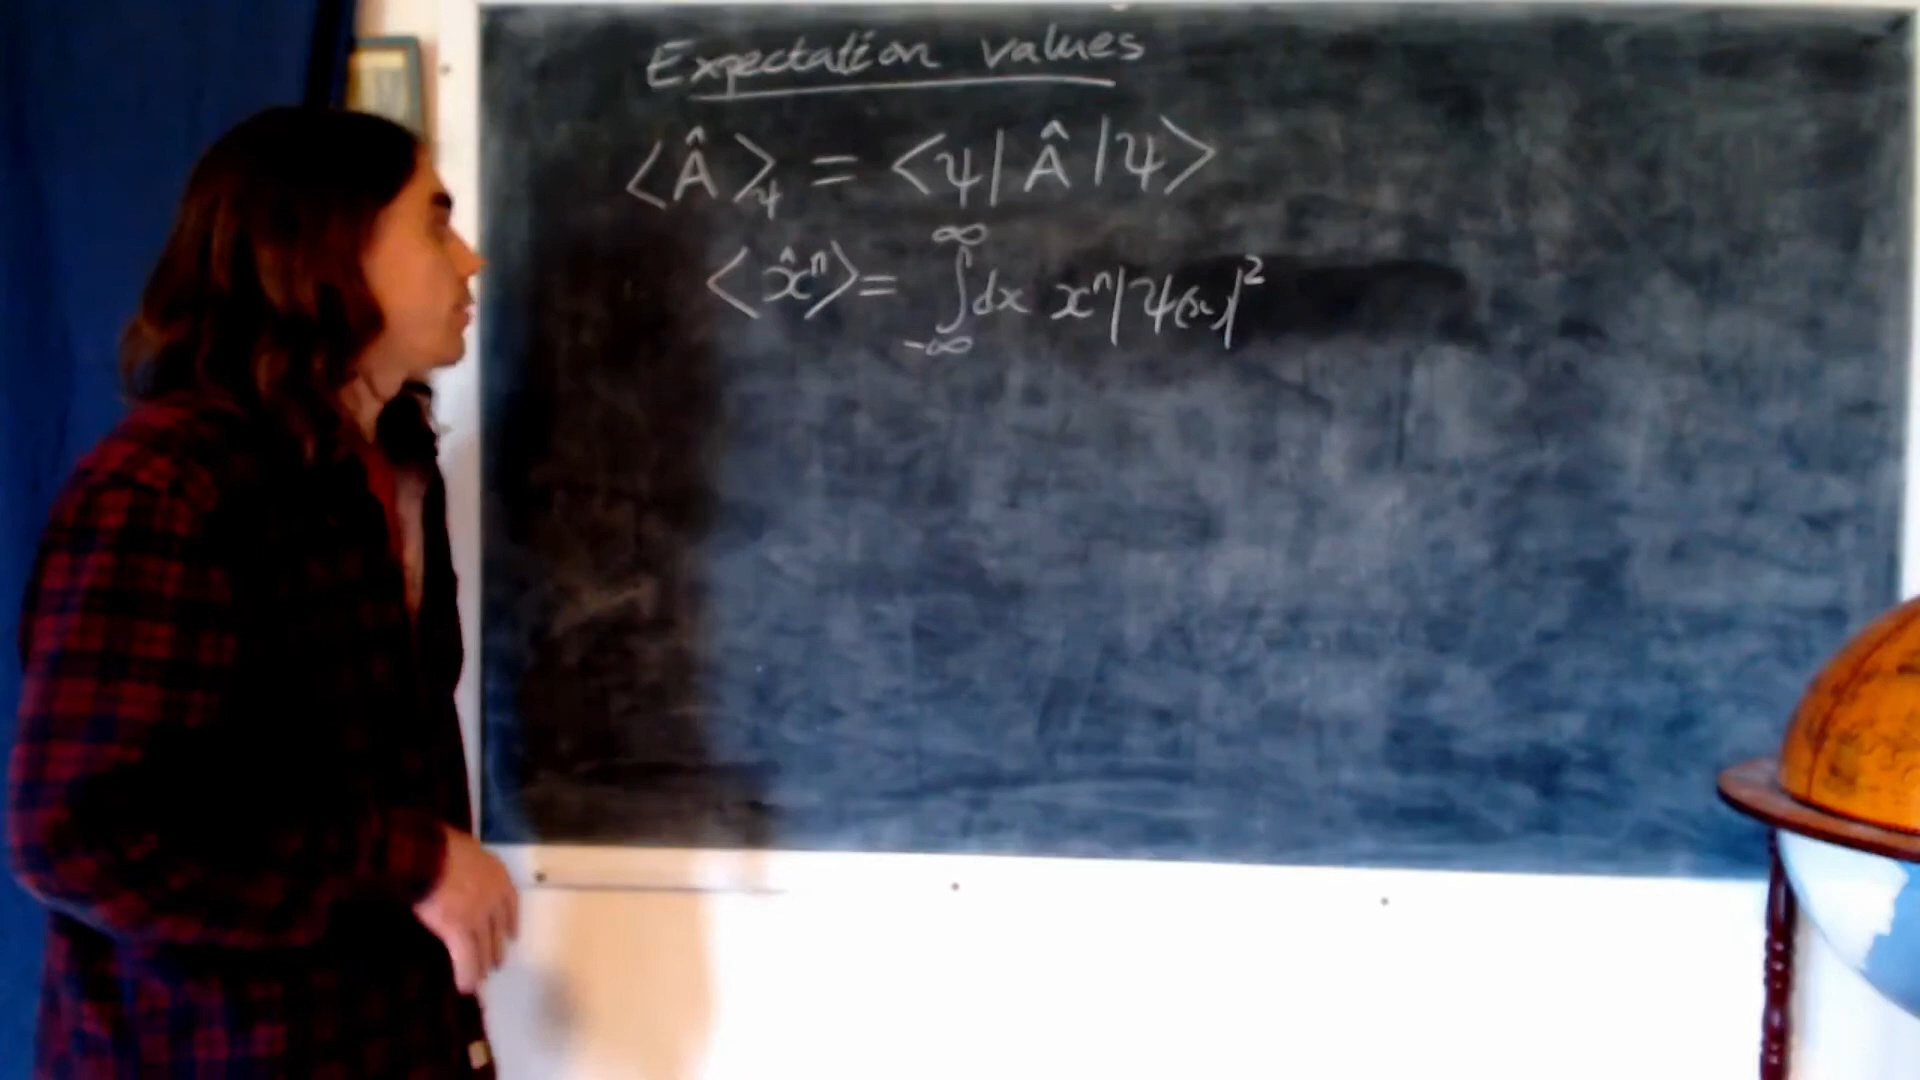 Expectation values
⟨Â⟩_ψ = ⟨ψ|Â|ψ⟩
⟨x̂ⁿ⟩ = ∫_{-∞}^{∞} dx xⁿ|ψ(x)|²